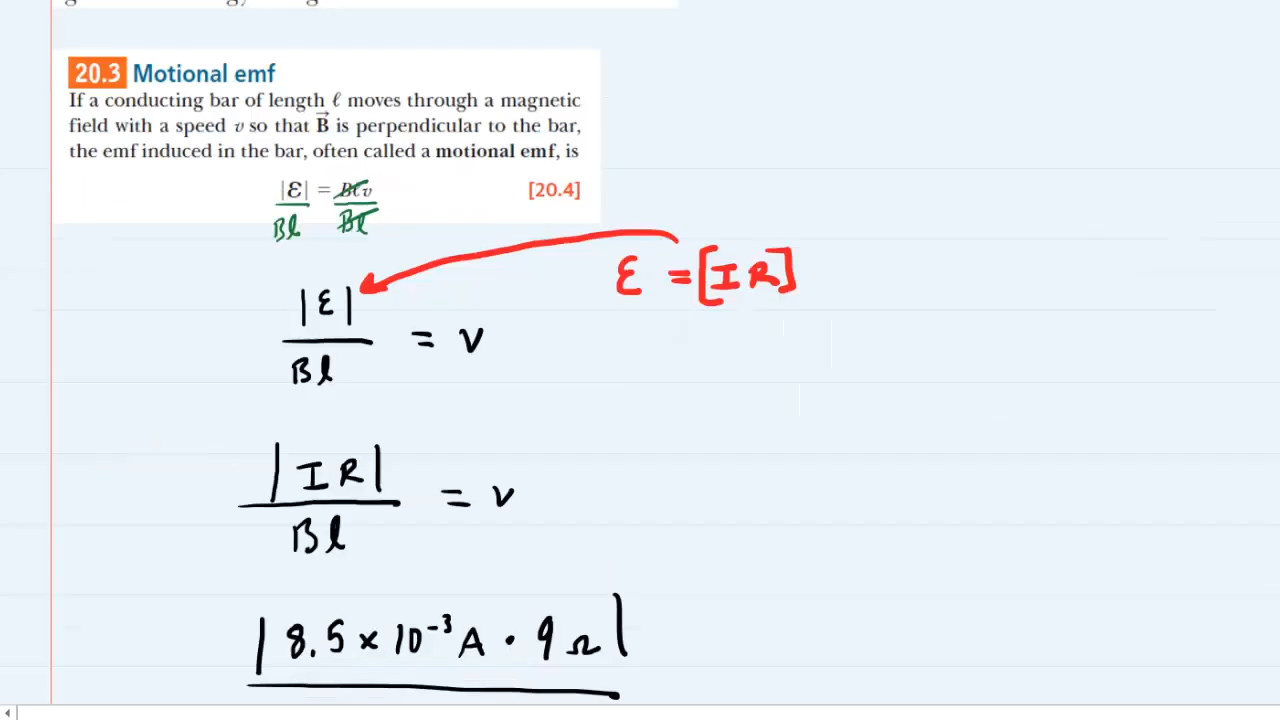 20.3 Motional emf
If a conducting bar of length ℓ moves through a magnetic
field with a speed v so that B⃗ is perpendicular to the bar,
the emf induced in the bar, often called a motional emf, is
|ε| = Bℓv [20.4]
Bl Bl
ε = [IR]
|ε|
Bl
= v
|IR|
Bl
= v
|8.5 × 10⁻³ A · 9 Ω|